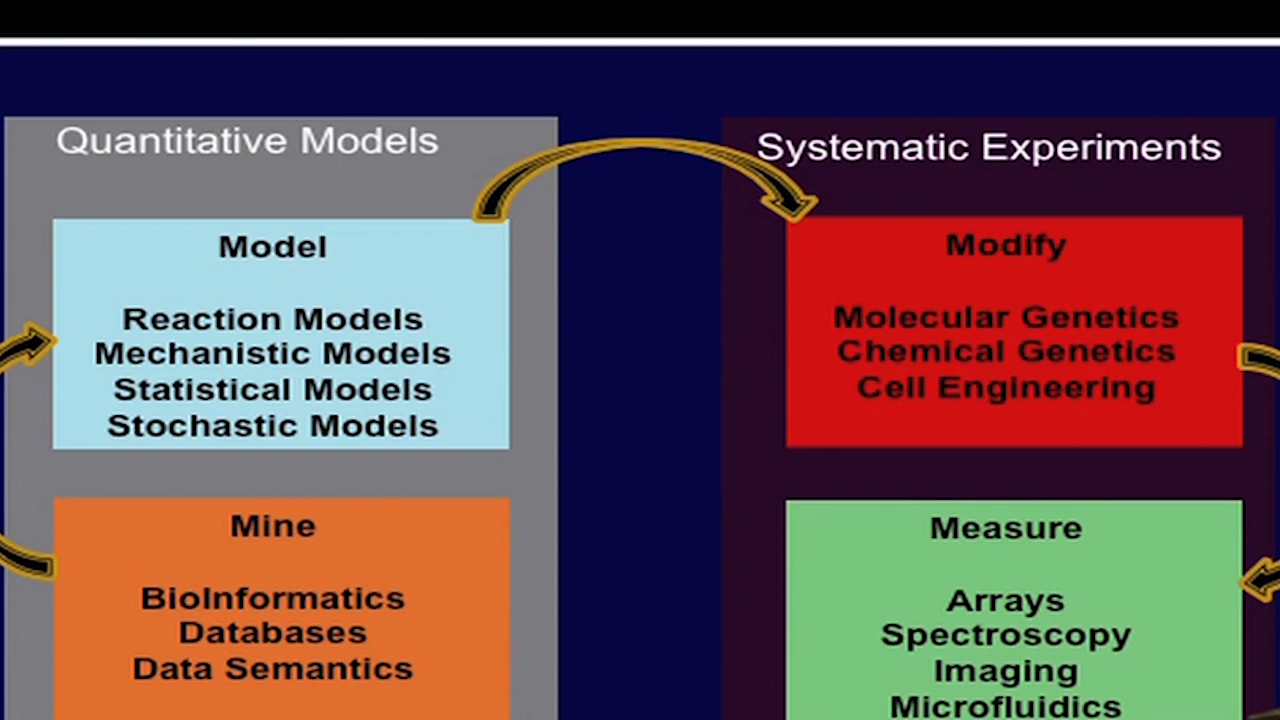 Quantitative Models
Model
Reaction Models
Mechanistic Models
Statistical Models
Stochastic Models
Mine
BioInformatics
Databases
Data Semantics
Systematic Experiments
Modify
Molecular Genetics
Chemical Genetics
Cell Engineering
Measure
Arrays
Spectroscopy
Imaging
Microfluidics